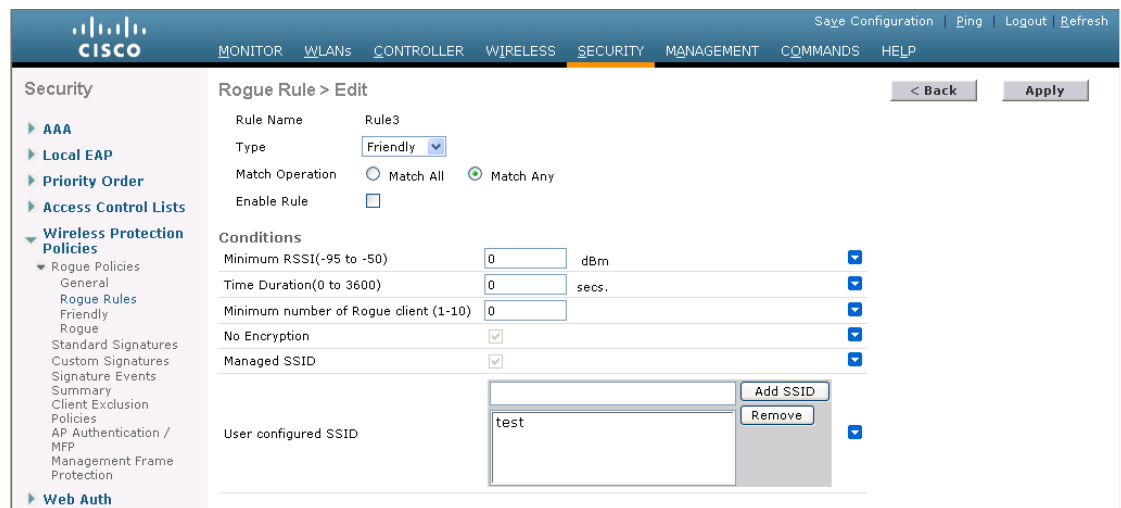 Save Configuration | Ping | Logout | Refresh
CISCO
MONITOR WLANs CONTROLLER WIRELESS SECURITY MANAGEMENT COMMANDS HELP
Security
AAA
Local EAP
Priority Order
Access Control Lists
Wireless Protection
Policies
Rogue Policies
General
Rogue Rules
Friendly
Rogue
Standard Signatures
Custom Signatures
Signature Events
Summary
Client Exclusion
Policies
AP Authentication /
MFP
Management Frame
Protection
Web Auth
Rogue Rule > Edit
< Back Apply
Rule Name Rule3
Type Friendly
Match Operation Match All Match Any
Enable Rule
Conditions
Minimum RSSI(-95 to -50) 0 dBm
Time Duration(0 to 3600) 0 secs.
Minimum number of Rogue client (1-10) 0
No Encryption
Managed SSID
Add SSID
test Remove
User configured SSID